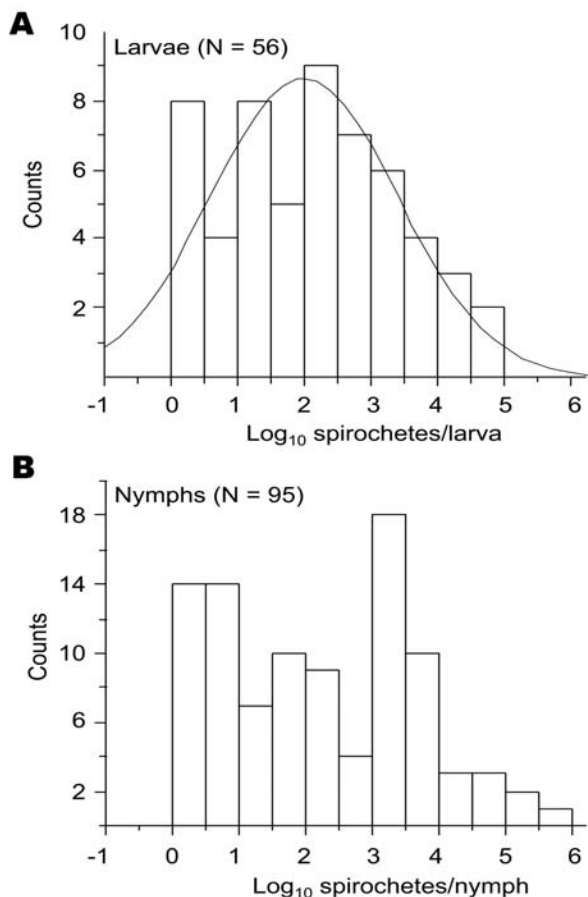 A
Larvae (N = 56)
10
8
6
4
2
Counts
-1 0 1 2 3 4 5 6
Log₁₀ spirochetes/larva
B
Nymphs (N = 95)
18
14
10
6
2
Counts
-1 0 1 2 3 4 5 6
Log₁₀ spirochetes/nymph